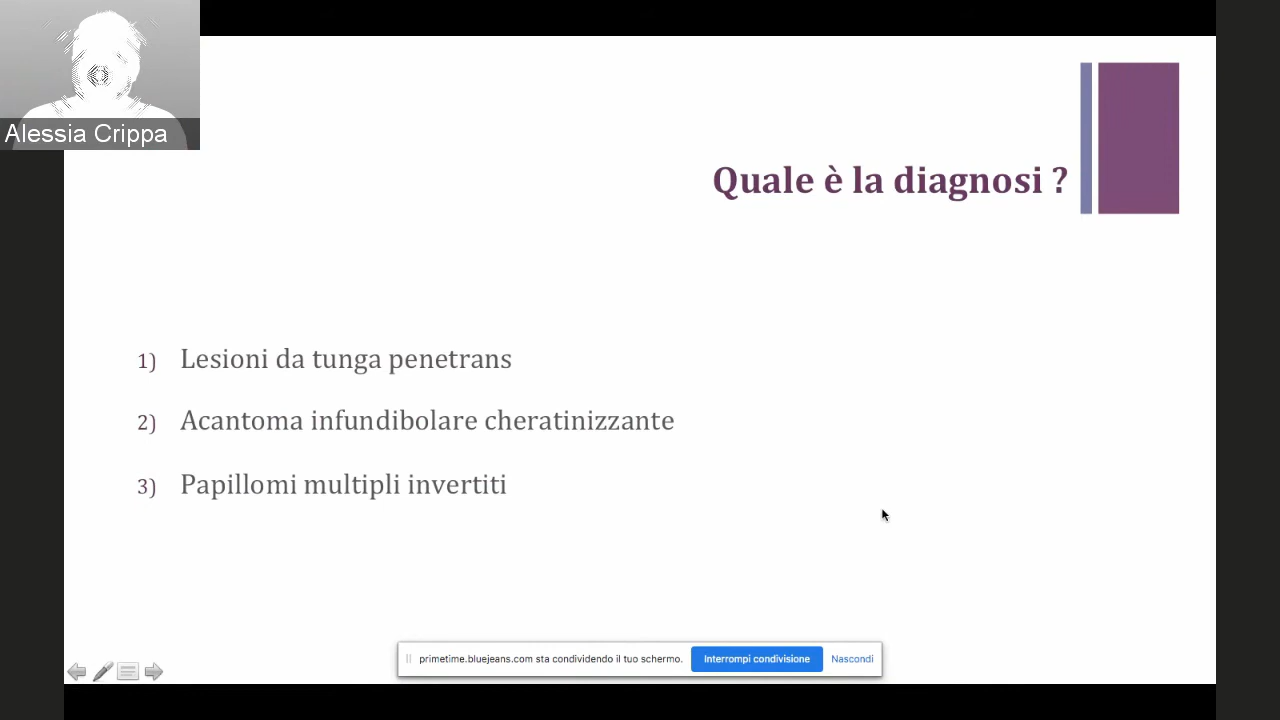 Alessia Crippa
Quale è la diagnosi ?
1) Lesioni da tunga penetrans
2) Acantoma infundibolare cheratinizzante
3) Papillomi multipli invertiti
primetime.bluejeans.com sta condividendo il tuo schermo. Interrompi condivisione Nascondi